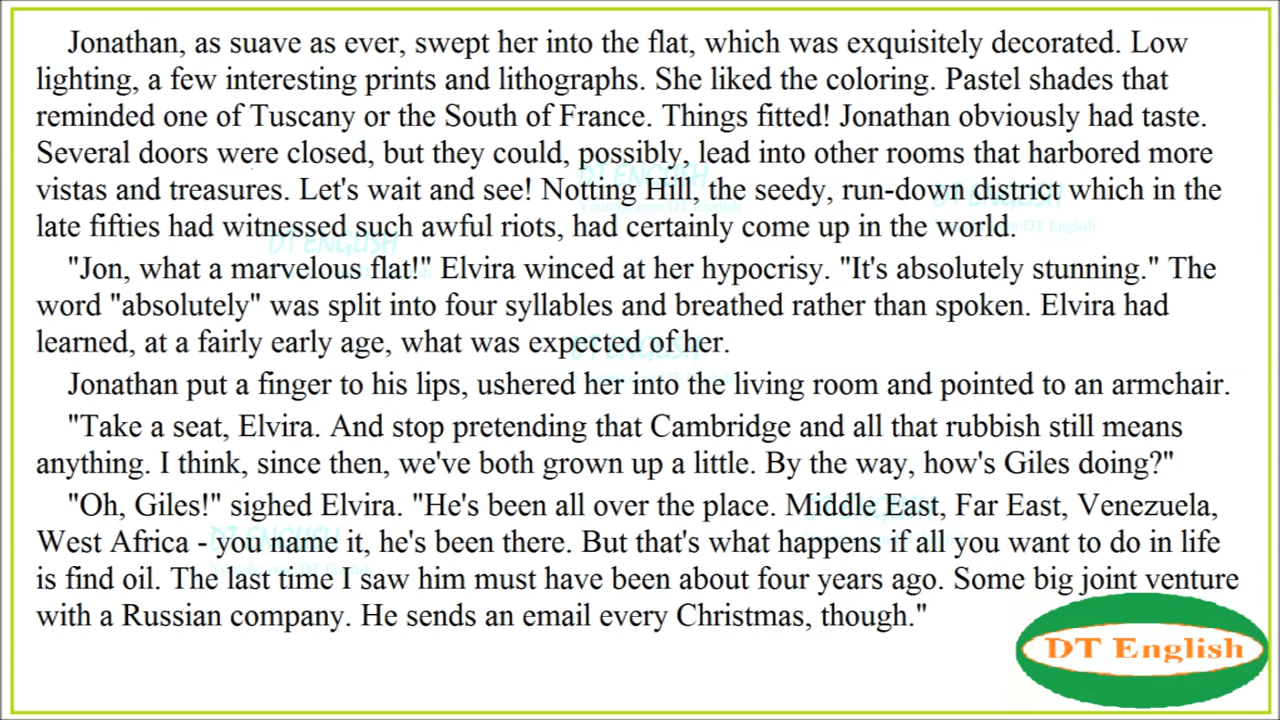 Jonathan, as suave as ever, swept her into the flat, which was exquisitely decorated. Low
lighting, a few interesting prints and lithographs. She liked the coloring. Pastel shades that
reminded one of Tuscany or the South of France. Things fitted! Jonathan obviously had taste.
Several doors were closed, but they could, possibly, lead into other rooms that harbored more
vistas and treasures. Let's wait and see! Notting Hill, the seedy, run-down district which in the
late fifties had witnessed such awful riots, had certainly come up in the world.
"Jon, what a marvelous flat!" Elvira winced at her hypocrisy. "It's absolutely stunning." The
word "absolutely" was split into four syllables and breathed rather than spoken. Elvira had
learned, at a fairly early age, what was expected of her.
Jonathan put a finger to his lips, ushered her into the living room and pointed to an armchair.
"Take a seat, Elvira. And stop pretending that Cambridge and all that rubbish still means
anything. I think, since then, we've both grown up a little. By the way, how's Giles doing?"
"Oh, Giles!" sighed Elvira. "He's been all over the place. Middle East, Far East, Venezuela,
West Africa - you name it, he's been there. But that's what happens if all you want to do in life
is find oil. The last time I saw him must have been about four years ago. Some big joint venture
with a Russian company. He sends an email every Christmas, though."
DT English